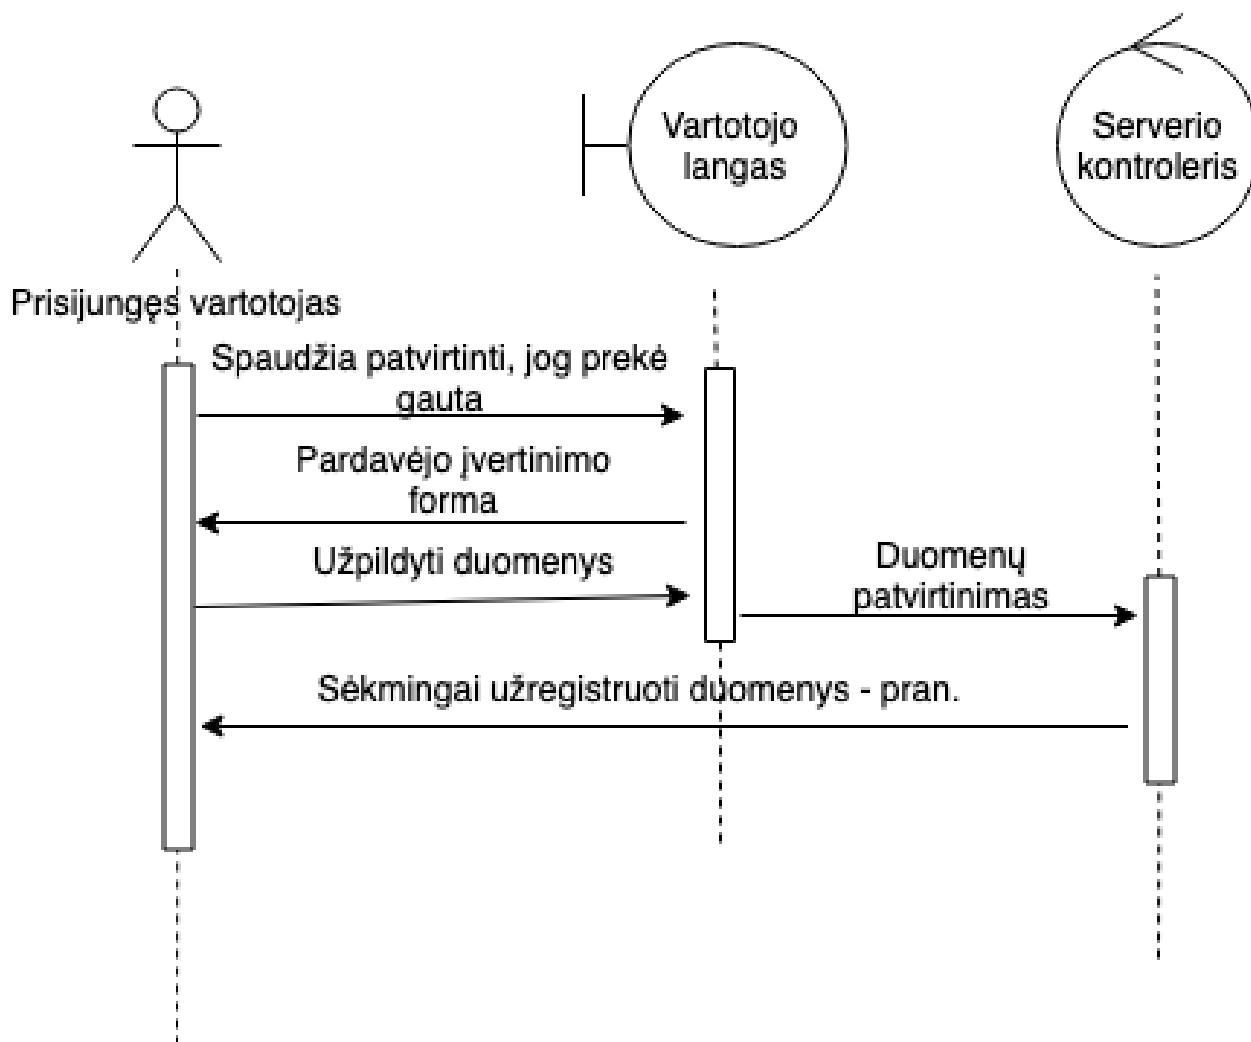 Vartotojo
langas
Serverio
kontroleris
Prisijungęs vartotojas
Spaudžia patvirtinti, jog prekė
gauta
Pardavėjo įvertinimo
forma
Užpildyti duomenys
Duomenų
patvirtinimas
Sėkmingai užregistruoti duomenys - pran.